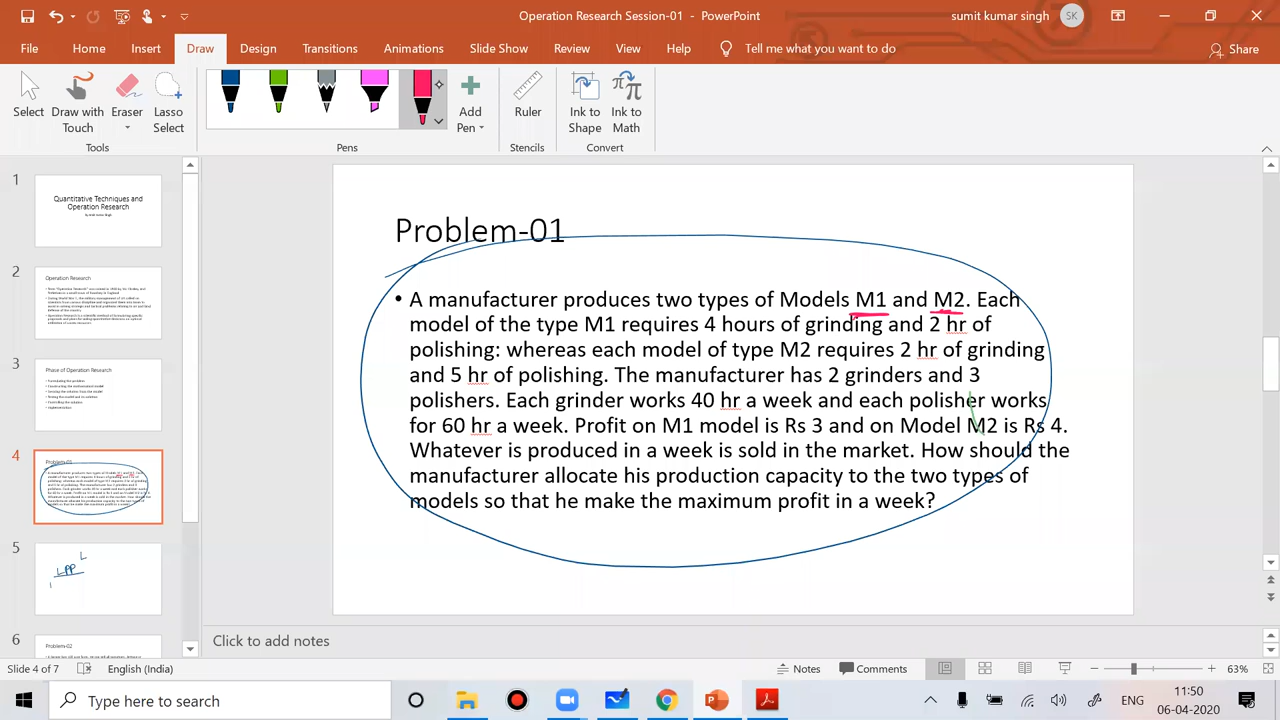 Operation Research Session-01 - PowerPoint
sumit kumar singh
SK
File
Home
Insert
Draw
Design
Transitions
Animations
Slide Show
Review
View
Help
Tell me what you want to do
Share
Select
Draw with Touch
Eraser
Lasso Select
Add Pen
Ruler
Ink to Shape
Ink to Math
Tools
Pens
Stencils
Convert
1
Quantitative Techniques and
Operation Research
2
Operation Research
3
Phase of Operation Research
4
Problem-01
5
L
LPP
6
Problem-02
Problem-01
• A manufacturer produces two types of Models M1 and M2. Each
model of the type M1 requires 4 hours of grinding and 2 hr of
polishing: whereas each model of type M2 requires 2 hr of grinding
and 5 hr of polishing. The manufacturer has 2 grinders and 3
polishers. Each grinder works 40 hr a week and each polisher works
for 60 hr a week. Profit on M1 model is Rs 3 and on Model M2 is Rs 4.
Whatever is produced in a week is sold in the market. How should the
manufacturer allocate his production capacity to the two types of
models so that he make the maximum profit in a week?
Click to add notes
Slide 4 of 7
English (India)
Notes
Comments
63%
Type here to search
ENG
11:50
06-04-2020